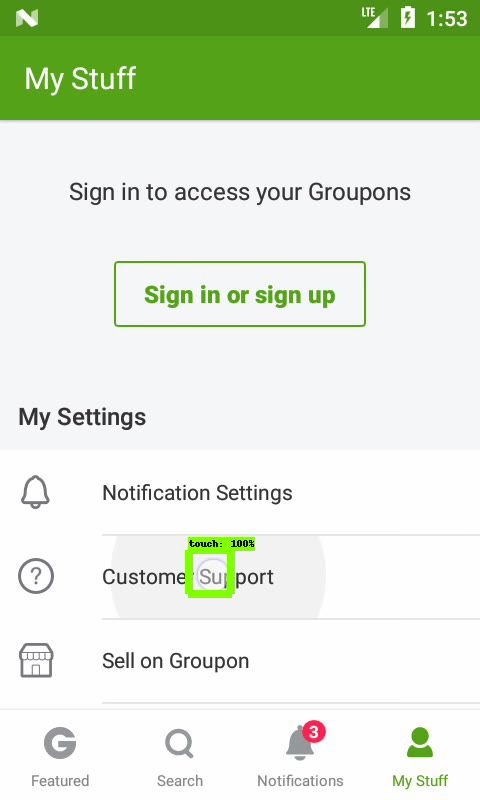 LTE 1:53
My Stuff
Sign in to access your Groupons
Sign in or sign up
My Settings
Notification Settings
touch: 100%
Customer Support
Sell on Groupon
3
Featured Search Notifications My Stuff